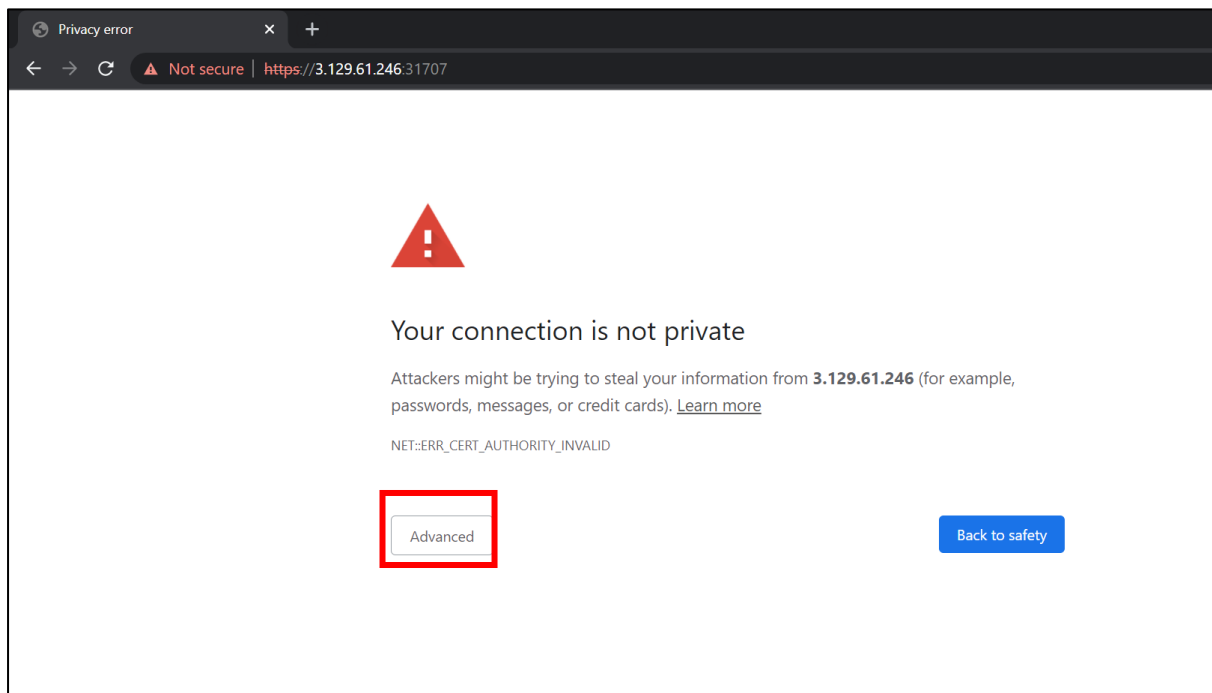 Privacy error
Not secure | https://3.129.61.246:31707
Your connection is not private
Attackers might be trying to steal your information from 3.129.61.246 (for example,
passwords, messages, or credit cards). Learn more
NET::ERR_CERT_AUTHORITY_INVALID
Advanced
Back to safety